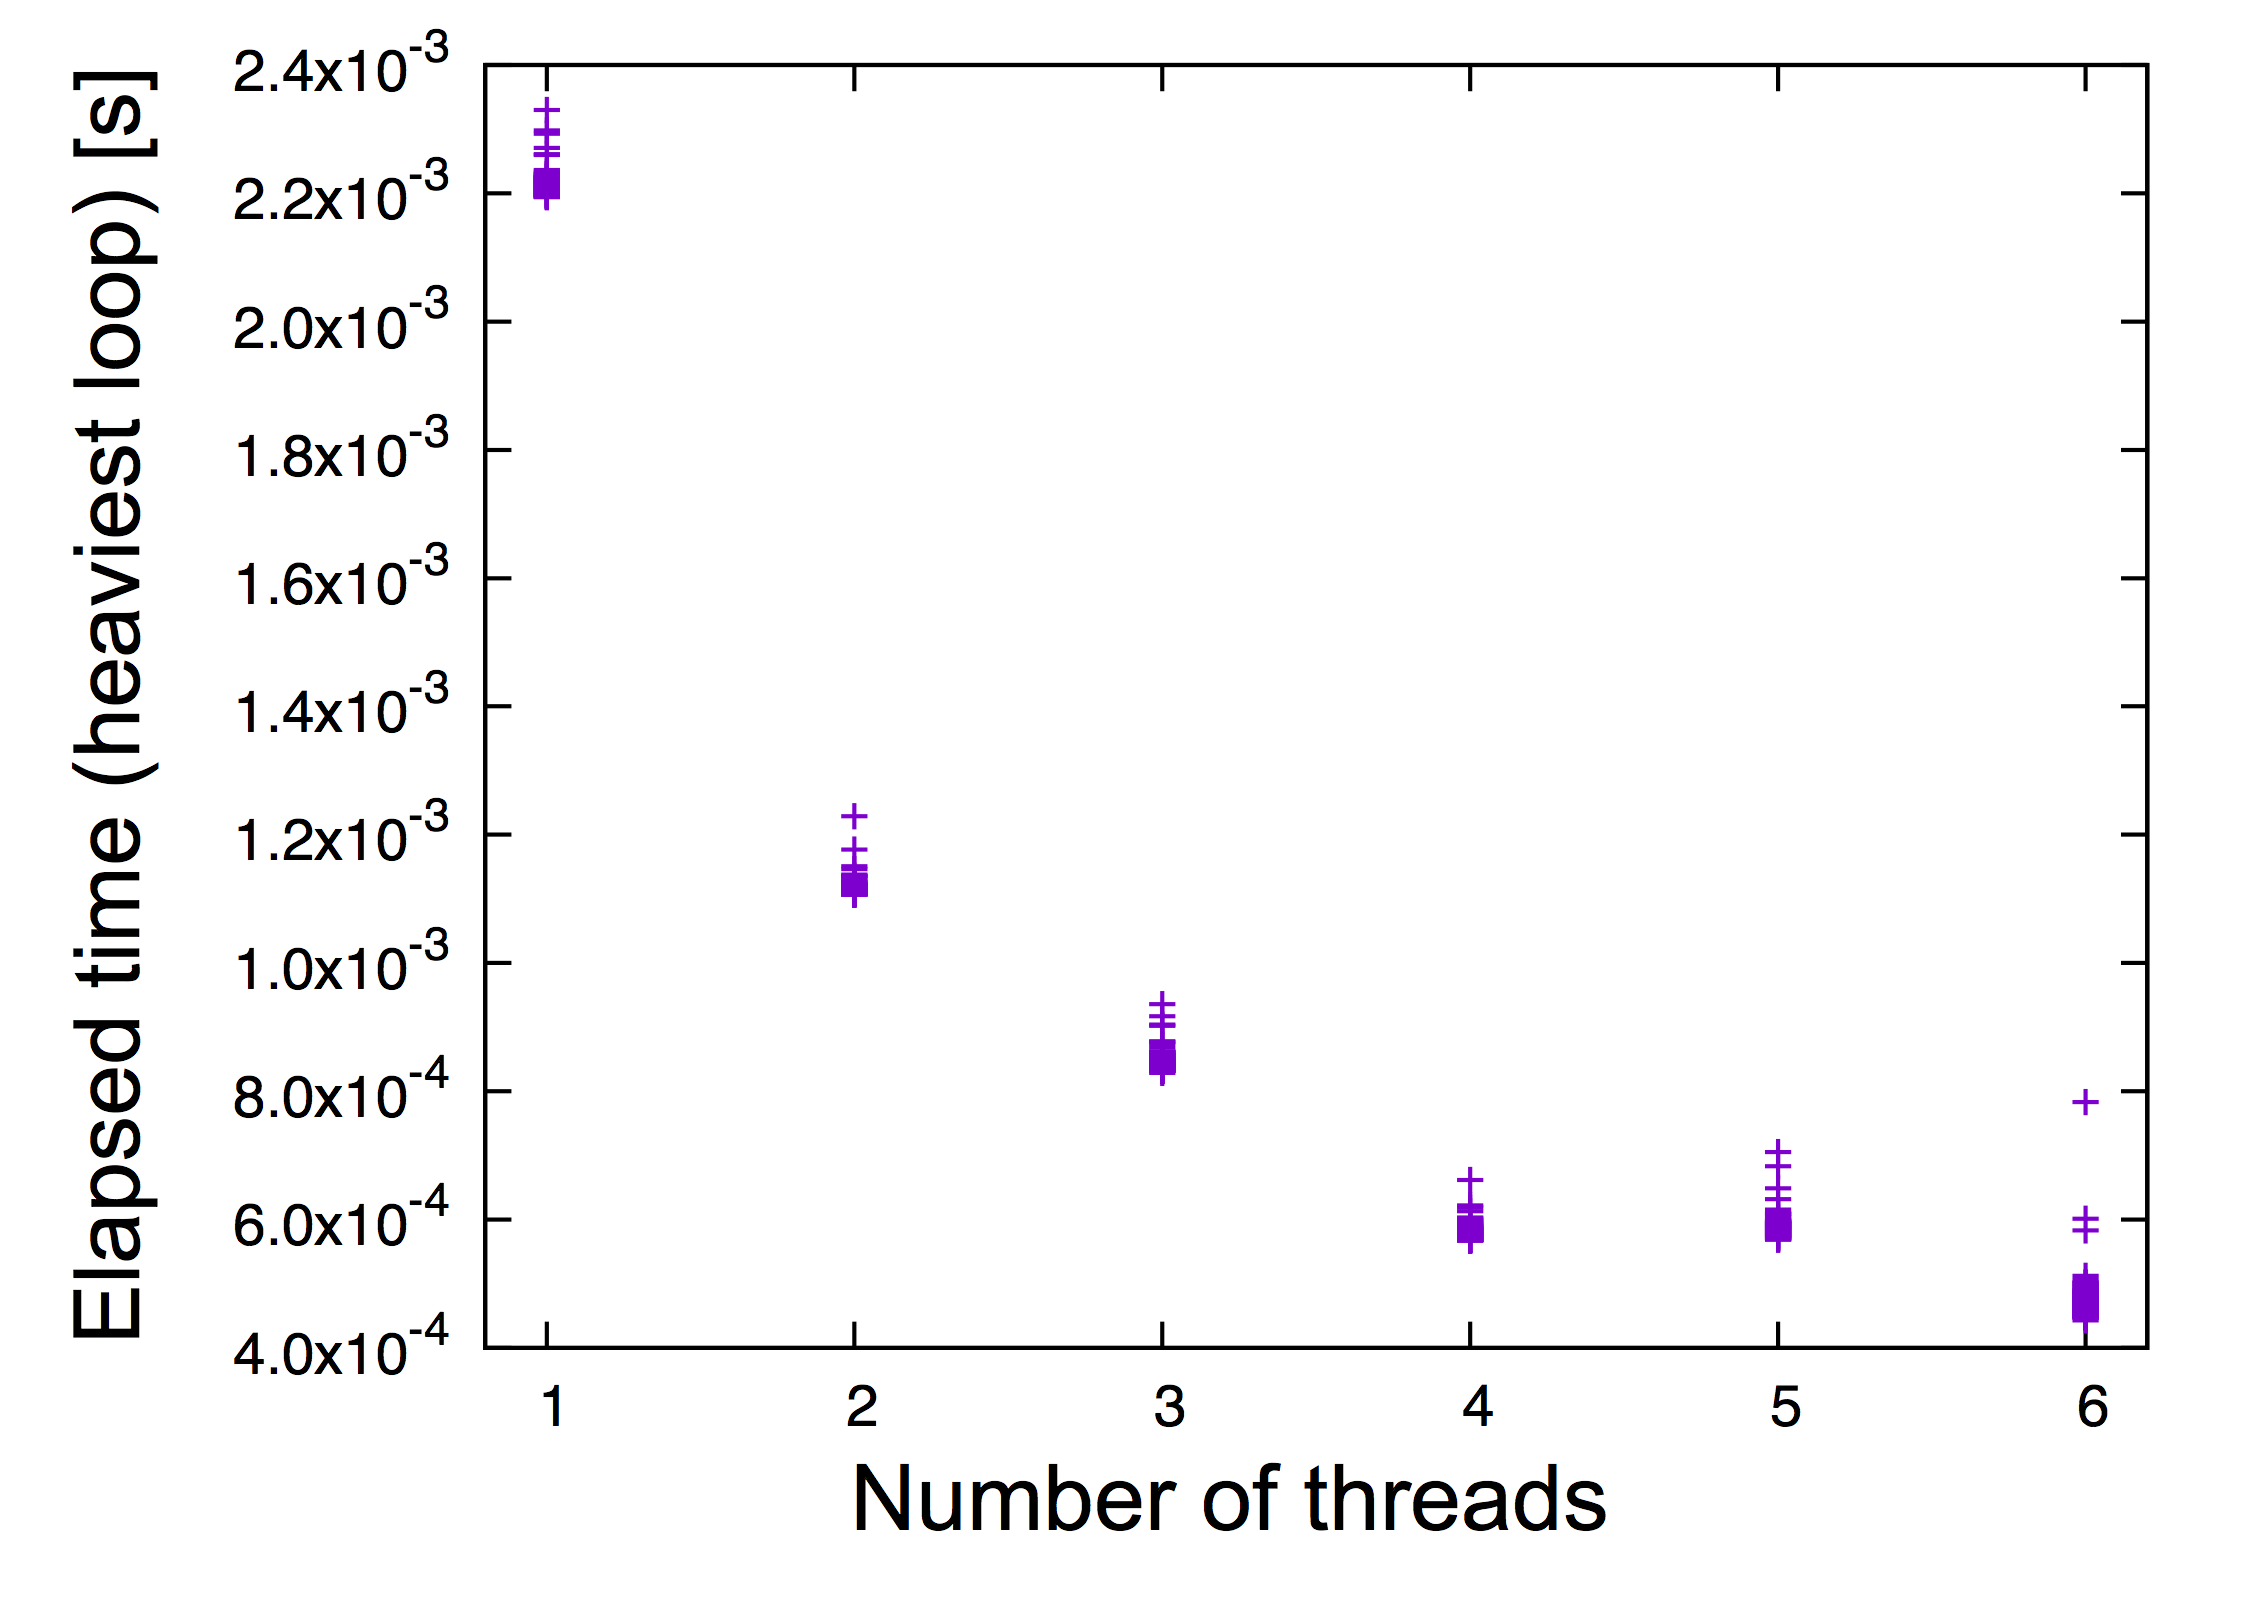 Elapsed time (heaviest loop) [s]
2.4x10-3
2.2x10-3
2.0x10-3
1.8x10-3
1.6x10-3
1.4x10-3
1.2x10-3
1.0x10-3
8.0x10-4
6.0x10-4
4.0x10-4
1 2 3 4 5 6
Number of threads